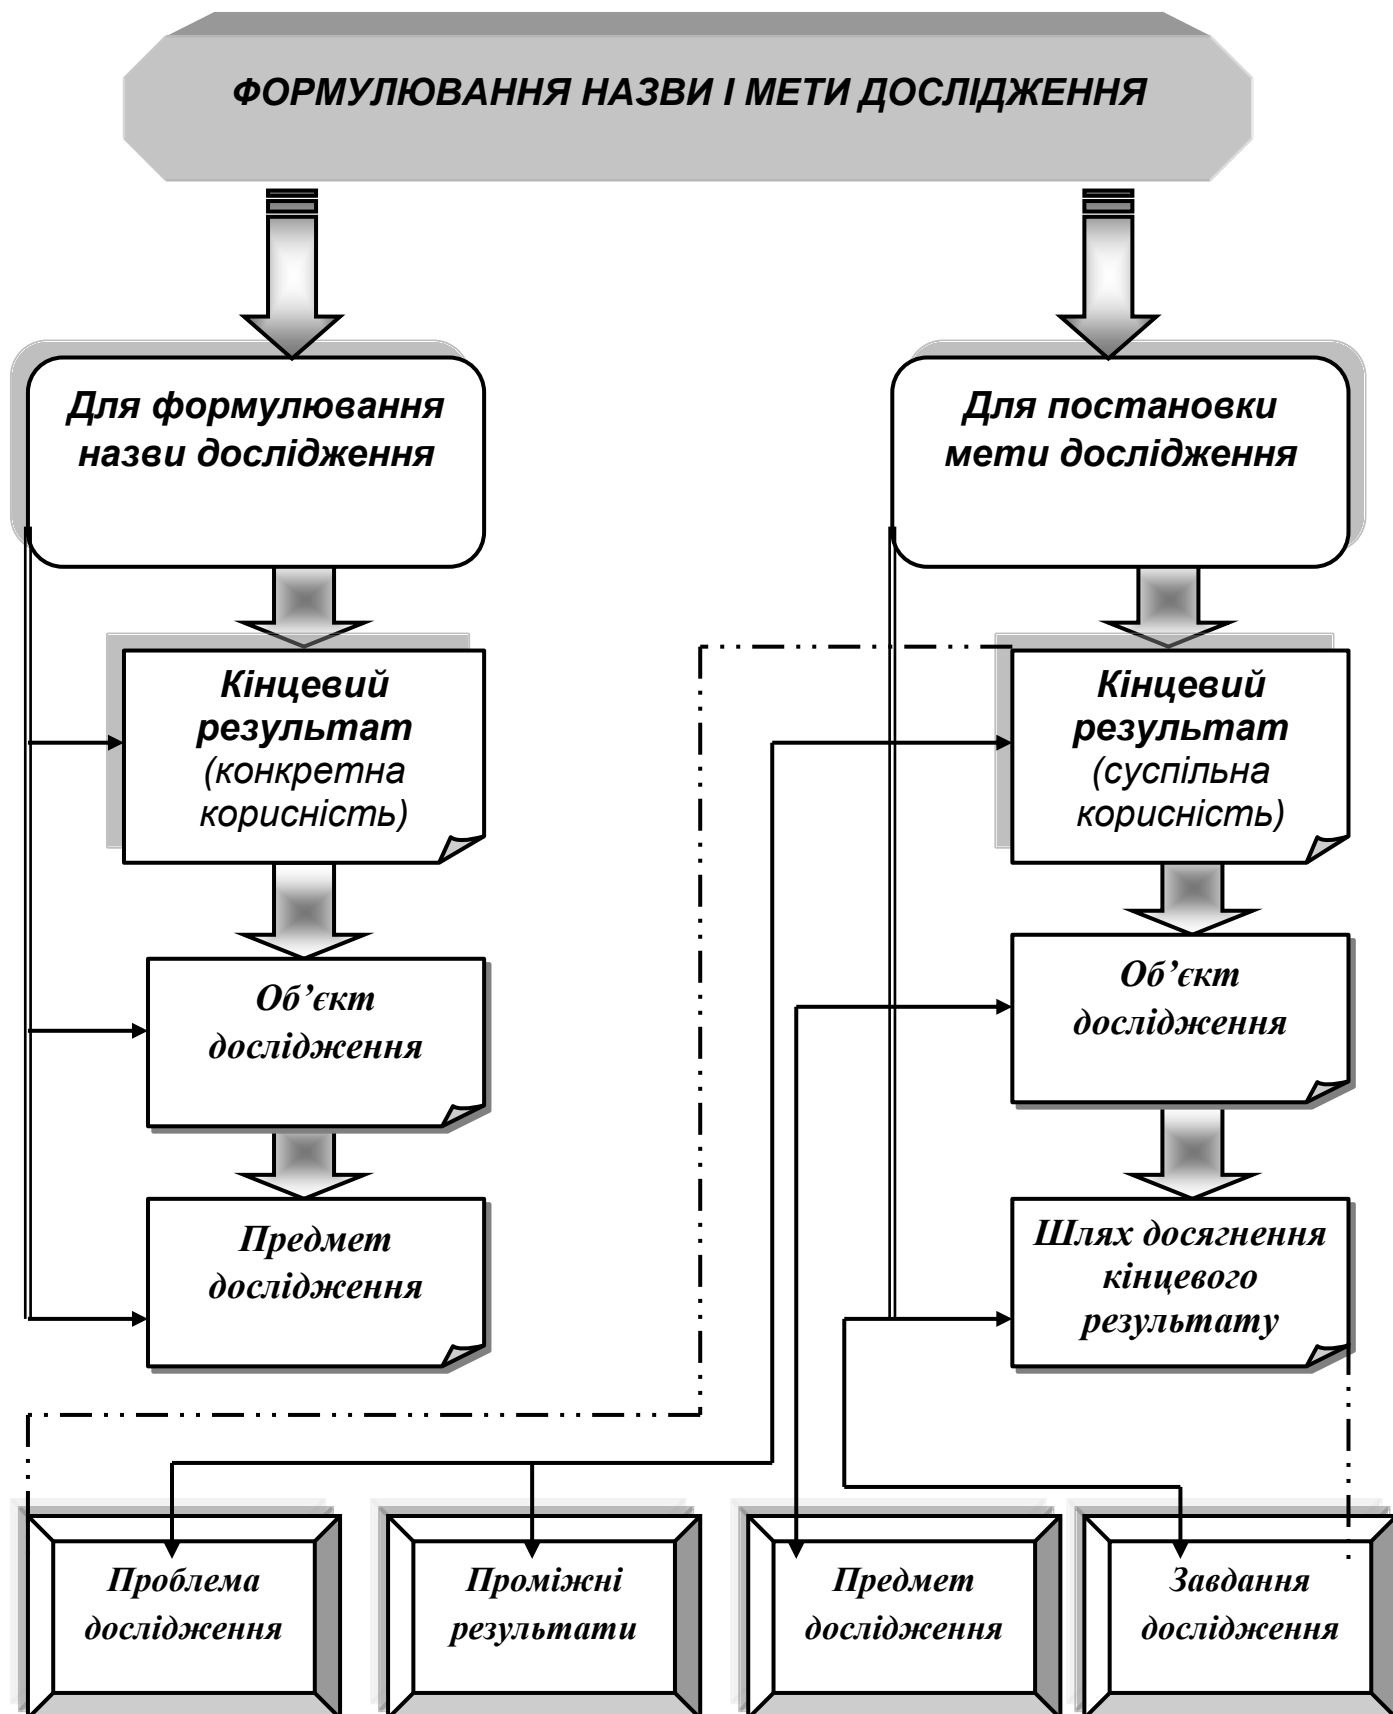 ФОРМУЛЮВАННЯ НАЗВИ І МЕТИ ДОСЛІДЖЕННЯ
Для формулювання
назви дослідження
Для постановки
мети дослідження
Кінцевий
результат
(конкретна
корисність)
Кінцевий
результат
(суспільна
корисність)
Об’єкт
дослідження
Об’єкт
дослідження
Предмет
дослідження
Шлях досягнення
кінцевого
результату
Проблема
дослідження
Проміжні
результати
Предмет
дослідження
Завдання
дослідження